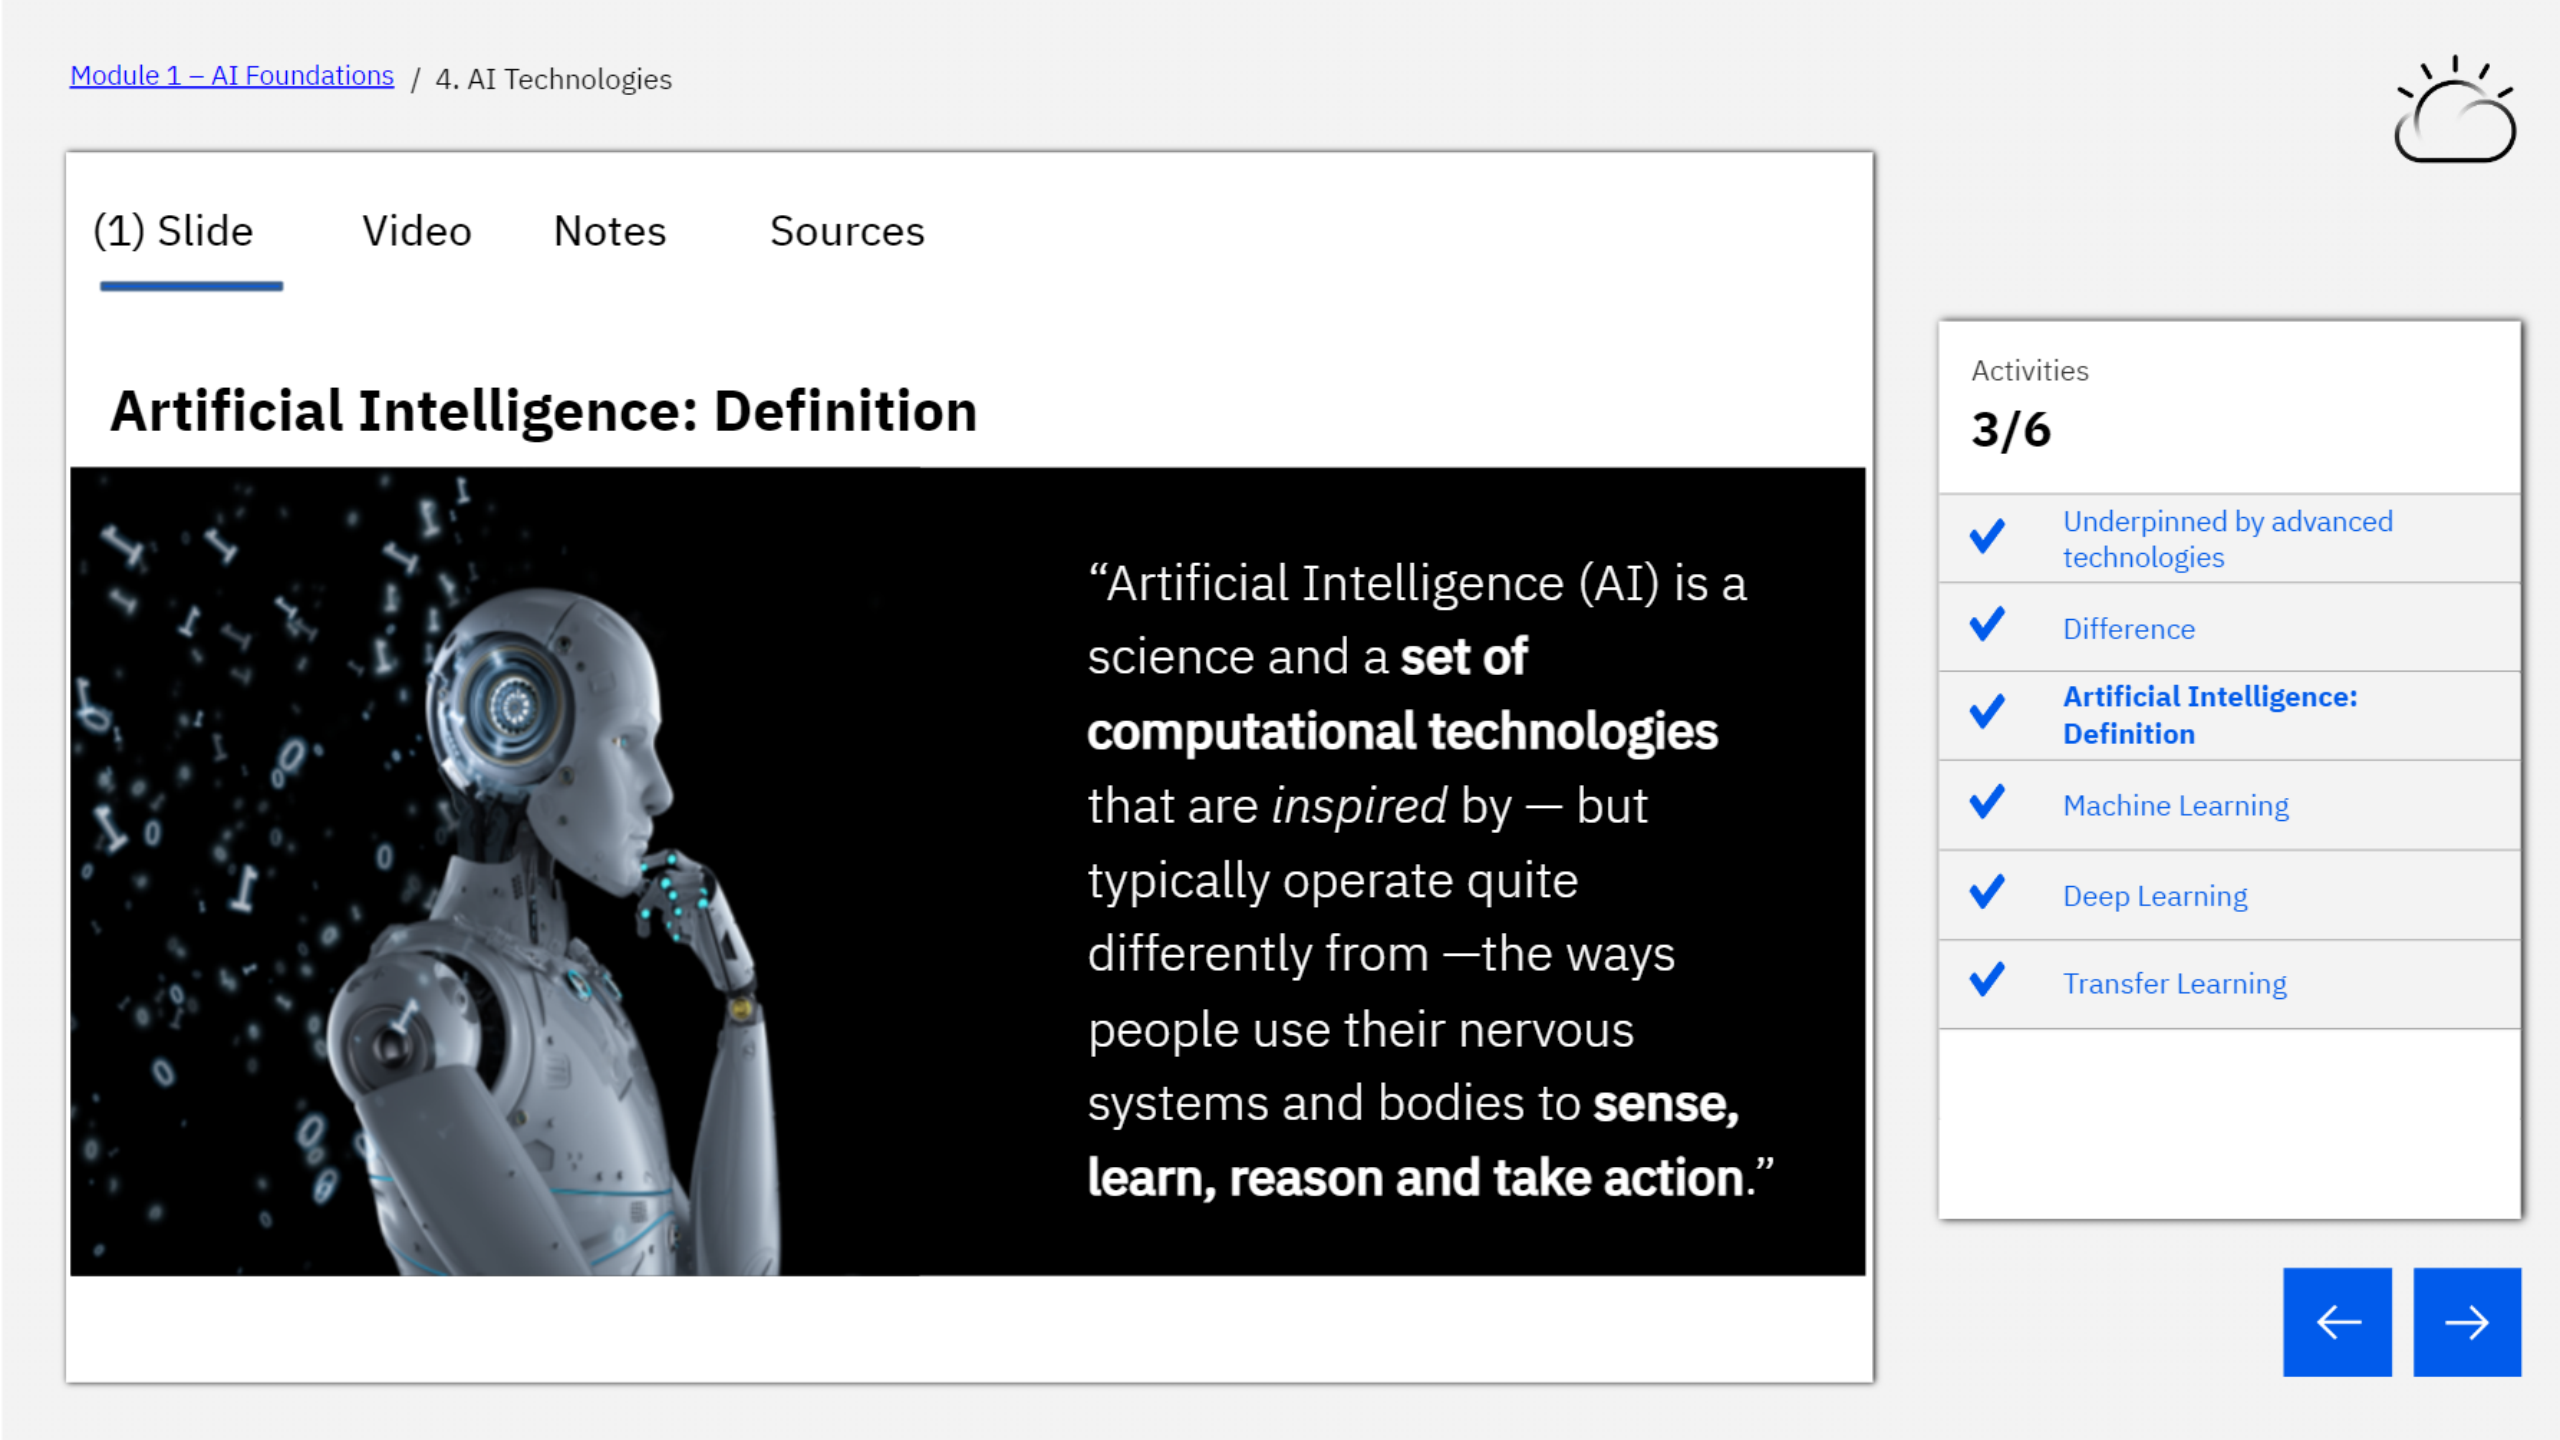 Module 1 – AI Foundations / 4. AI Technologies
(1) Slide Video Notes Sources
Artificial Intelligence: Definition
“Artificial Intelligence (AI) is a
science and a set of
computational technologies
that are inspired by — but
typically operate quite
differently from —the ways
people use their nervous
systems and bodies to sense,
learn, reason and take action.”
Activities
3/6
Underpinned by advanced
technologies
Difference
Artificial Intelligence:
Definition
Machine Learning
Deep Learning
Transfer Learning